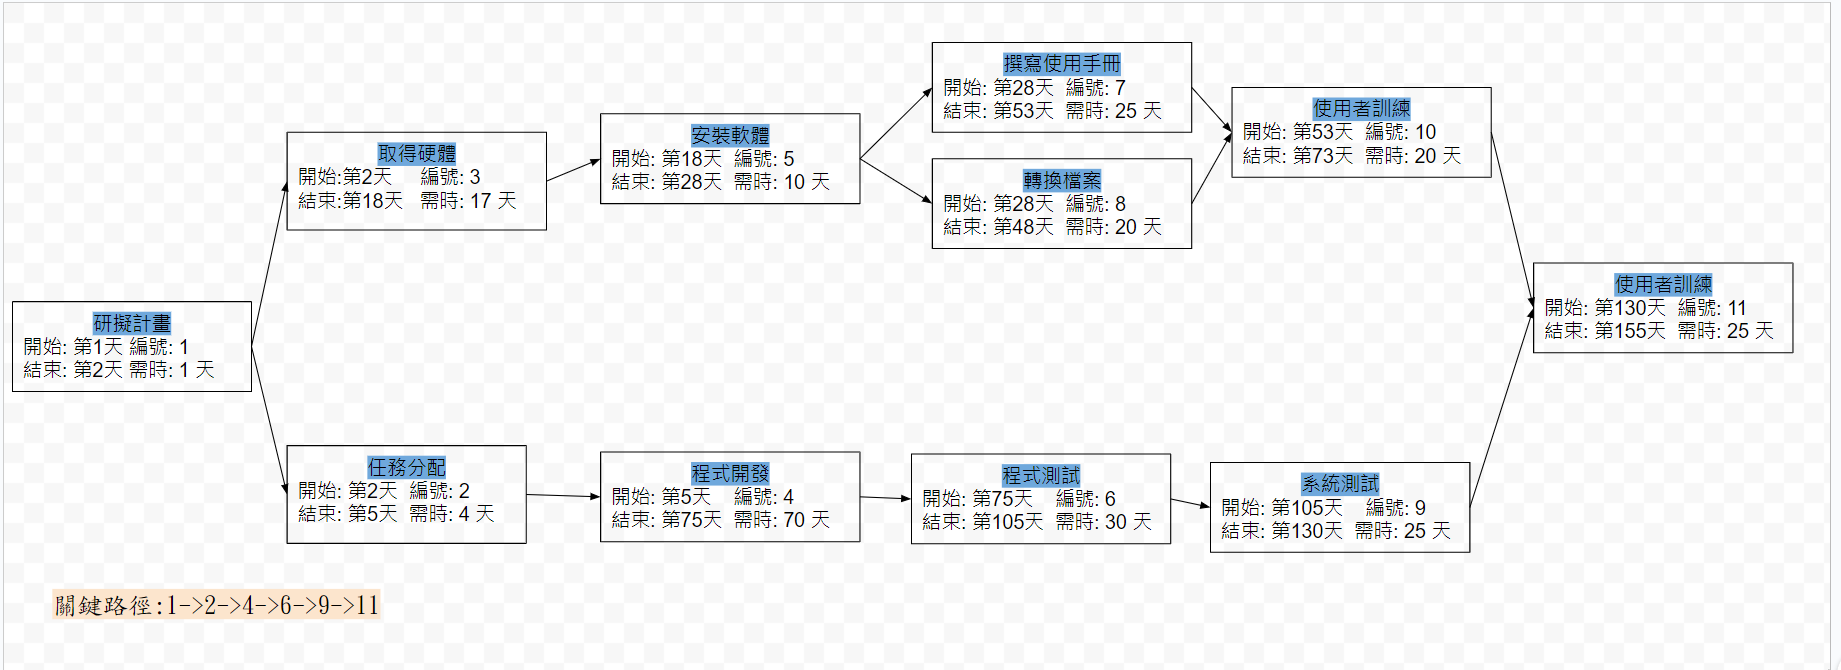 研擬計畫
開始: 第1天 編號: 1
結束: 第2天 需時: 1 天
取得硬體
開始:第2天 編號: 3
結束:第18天 需時: 17 天
安裝軟體
開始: 第18天 編號: 5
結束: 第28天 需時: 10 天
撰寫使用手冊
開始: 第28天 編號: 7
結束: 第53天 需時: 25 天
轉換檔案
開始: 第28天 編號: 8
結束: 第48天 需時: 20 天
使用者訓練
開始: 第53天 編號: 10
結束: 第73天 需時: 20 天
使用者訓練
開始: 第130天 編號: 11
結束: 第155天 需時: 25 天
任務分配
開始: 第2天 編號: 2
結束: 第5天 需時: 4 天
程式開發
開始: 第5天 編號: 4
結束: 第75天 需時: 70 天
程式測試
開始: 第75天 編號: 6
結束: 第105天 需時: 30 天
系統測試
開始: 第105天 編號: 9
結束: 第130天 需時: 25 天
關鍵路徑:1->2->4->6->9->11